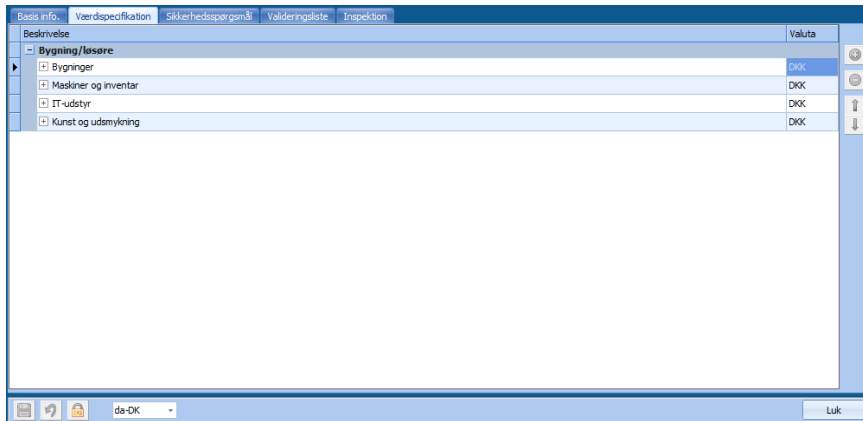 Basis info. Værdispecifikation Sikkerhedsspørgsmål Valideringsliste Inspektion
Beskrivelse Valuta
Bygning/løsøre
Bygninger DKK
Maskiner og inventar DKK
IT-udstyr DKK
Kunst og udsmykning DKK
da-DK Luk